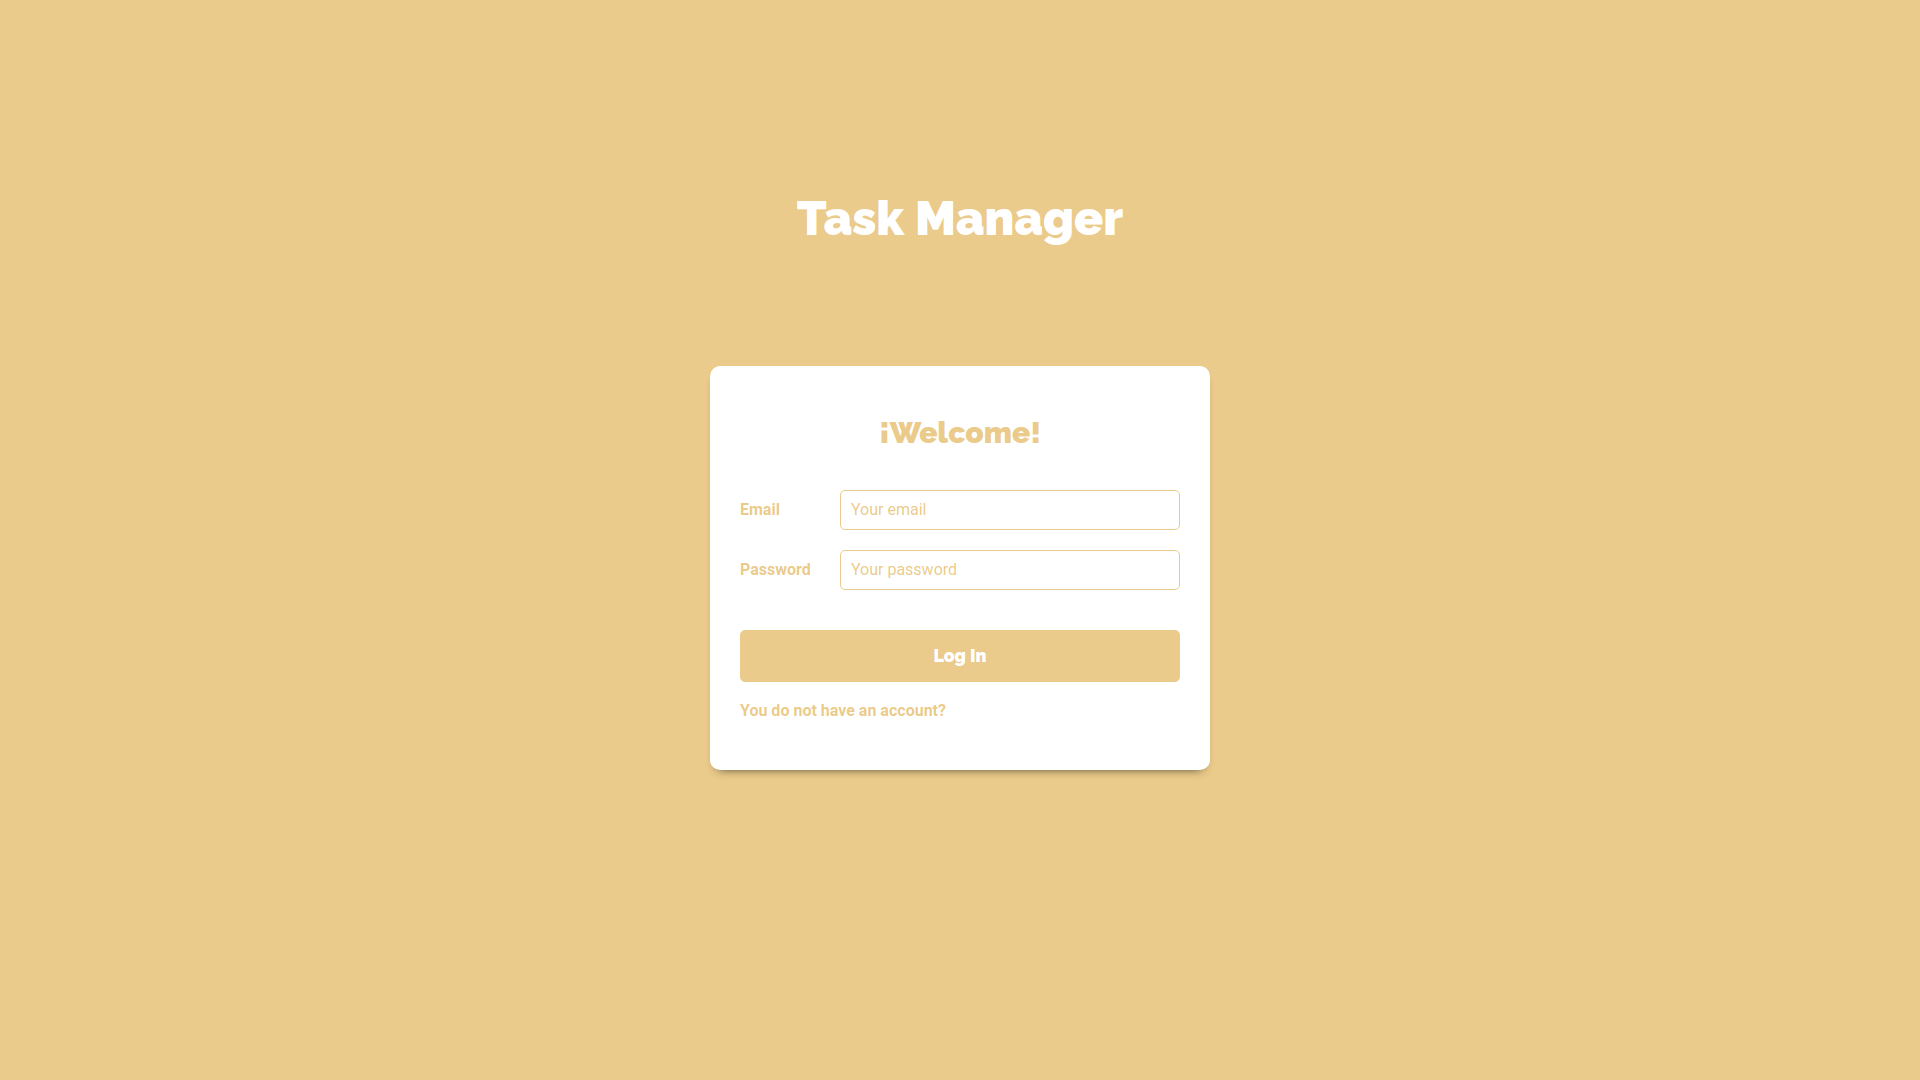 Task Manager
¡Welcome!
Email
Your email
Password
Your password
Log In
You do not have an account?